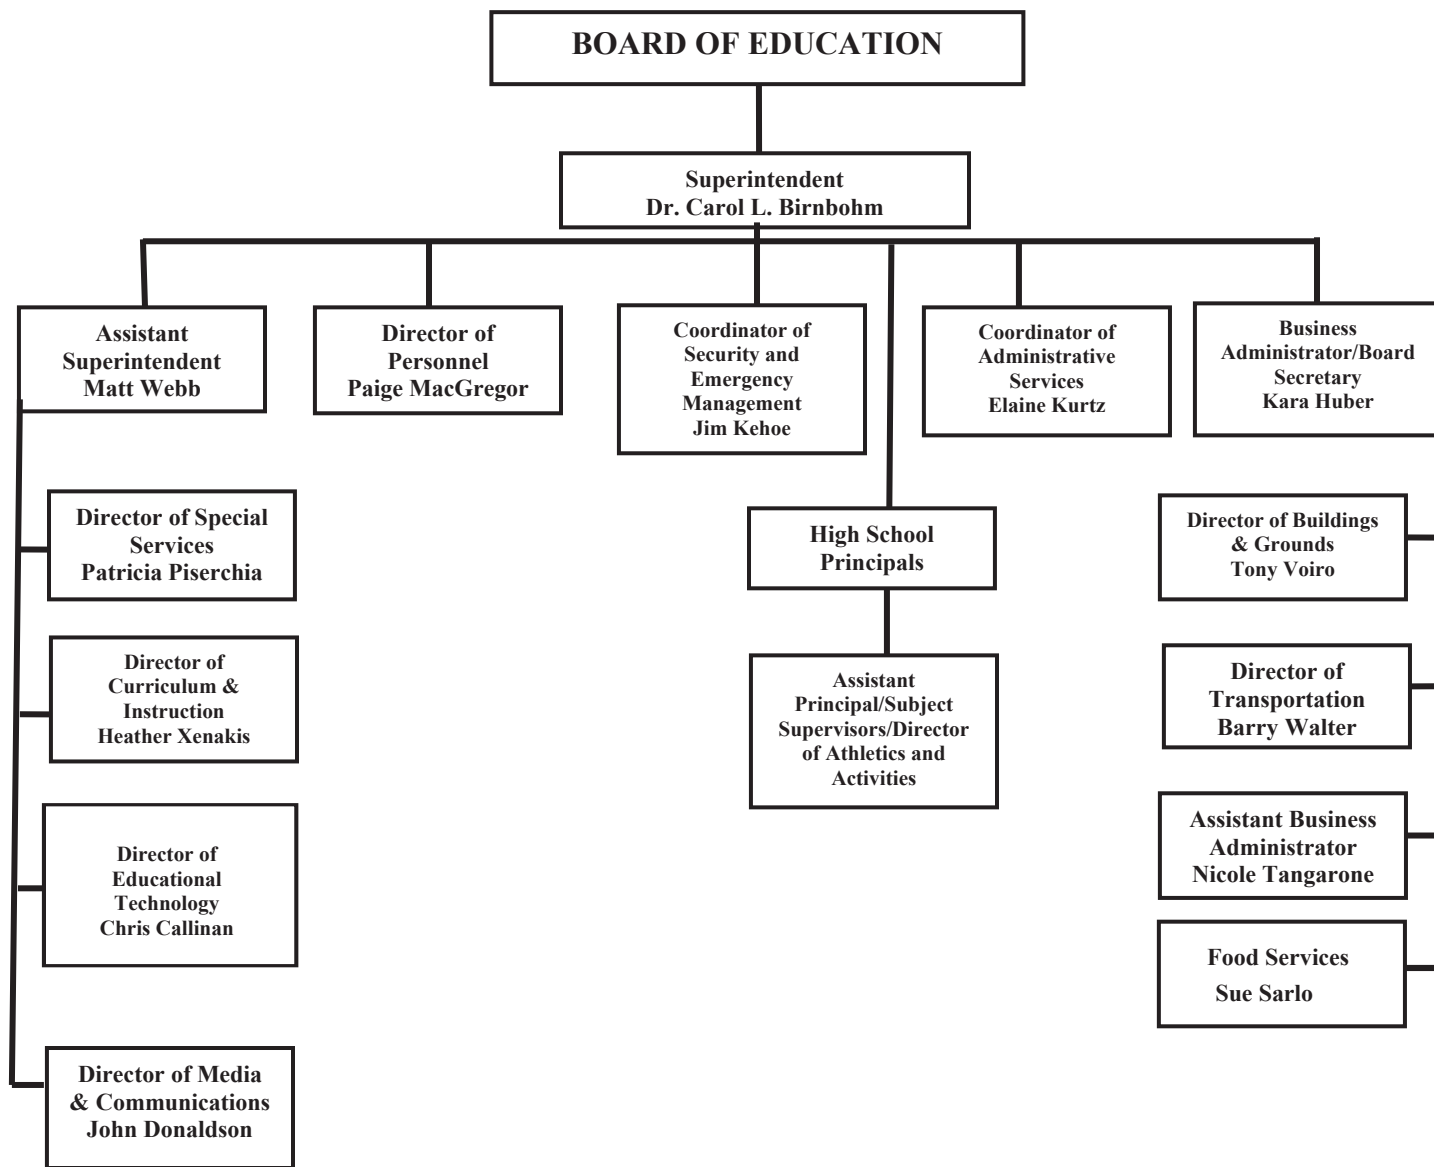 BOARD OF EDUCATION
Superintendent
Dr. Carol L. Birnbohm
Assistant
Superintendent
Matt Webb
Director of
Personnel
Paige MacGregor
Coordinator of
Security and
Emergency
Management
Jim Kehoe
Coordinator of
Administrative
Services
Elaine Kurtz
Business
Administrator/Board
Secretary
Kara Huber
Director of Special
Services
Patricia Piserchia
Director of
Curriculum &
Instruction
Heather Xenakis
Director of
Educational
Technology
Chris Callinan
Director of Media
& Communications
John Donaldson
High School
Principals
Assistant
Principal/Subject
Supervisors/Director
of Athletics and
Activities
Director of Buildings
& Grounds
Tony Voiro
Director of
Transportation
Barry Walter
Assistant Business
Administrator
Nicole Tangarone
Food Services
Sue Sarlo